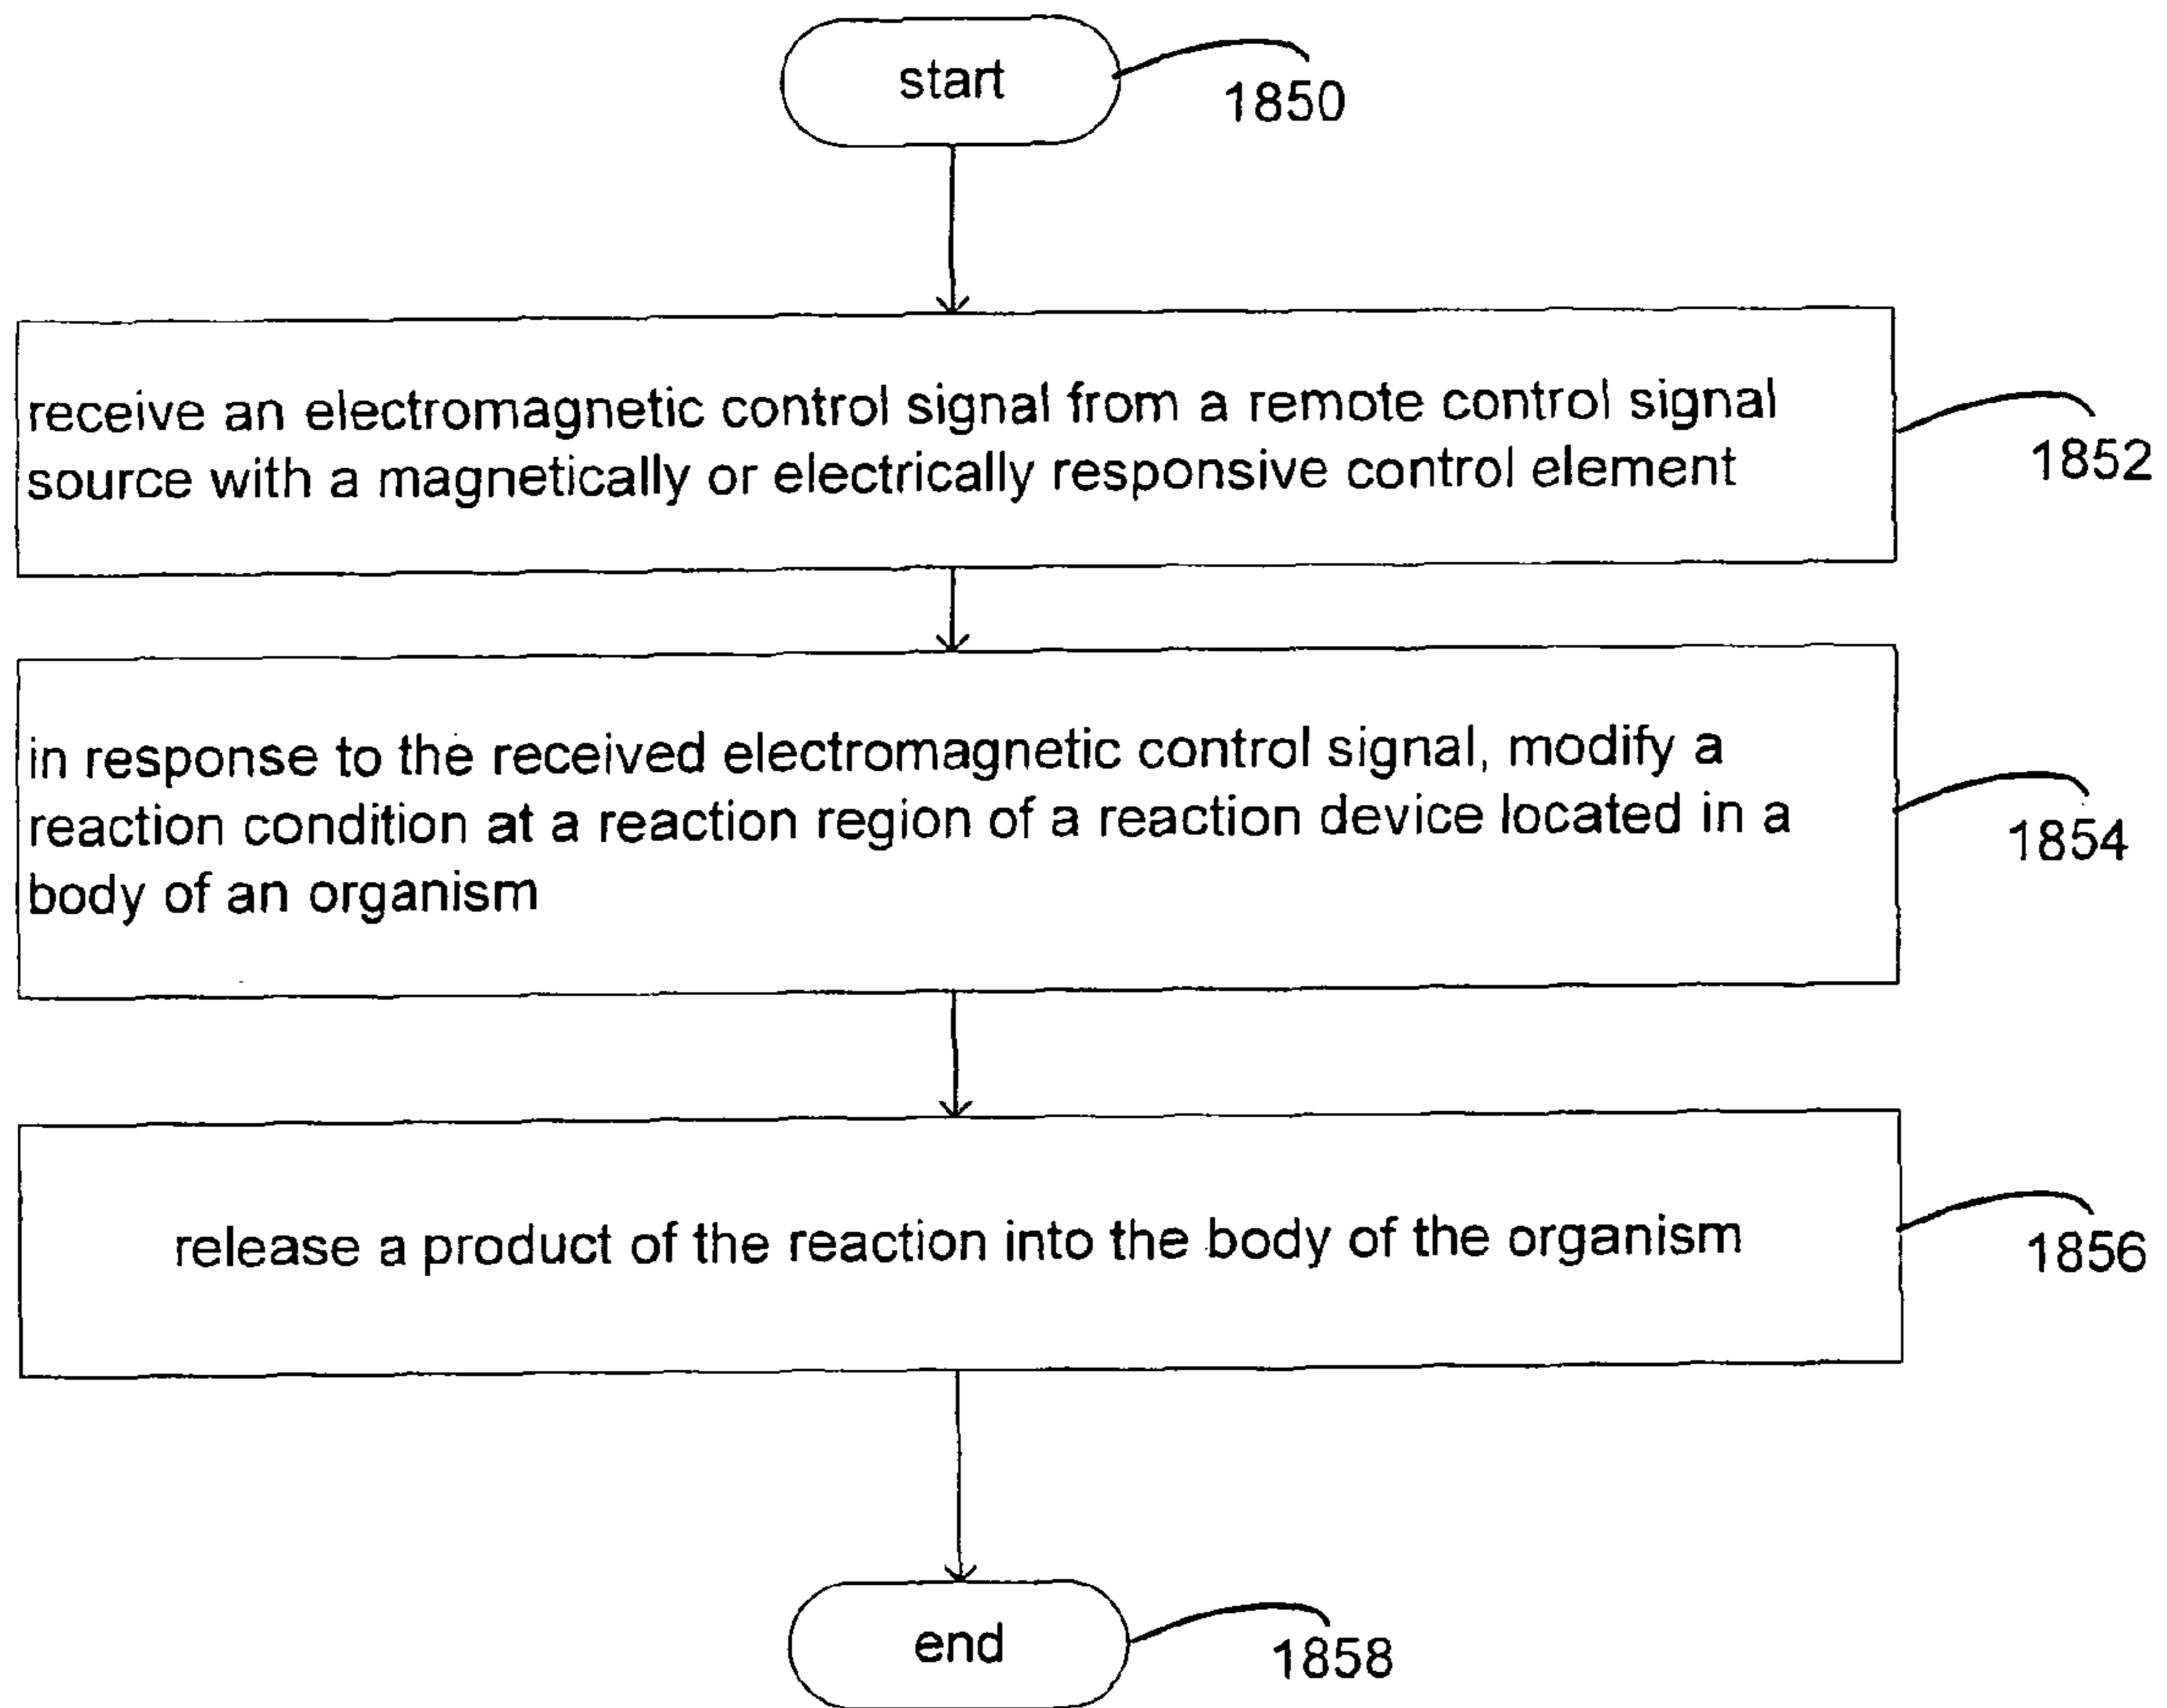 start
1850
receive an electromagnetic control signal from a remote control signal
source with a magnetically or electrically responsive control element
1852
in response to the received electromagnetic control signal, modify a
reaction condition at a reaction region of a reaction device located in a
body of an organism
1854
release a product of the reaction into the body of the organism
1856
end
1858